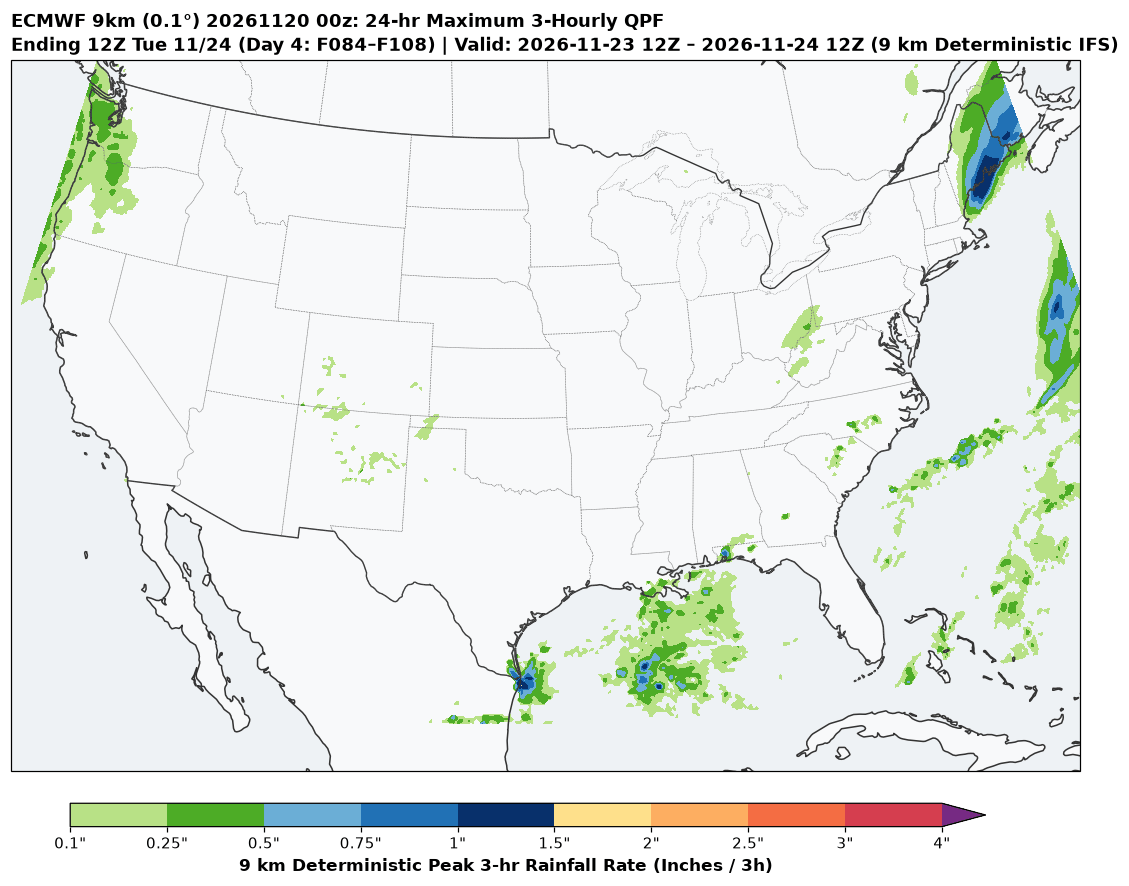 ECMWF 9km (0.1°) 20261120 00z: 24-hr Maximum 3-Hourly QPF
Ending 12Z Tue 11/24 (Day 4: F084–F108) | Valid: 2026-11-23 12Z – 2026-11-24 12Z (9 km Deterministic IFS)
0.1" 0.25" 0.5" 0.75" 1" 1.5" 2" 2.5" 3" 4"
9 km Deterministic Peak 3-hr Rainfall Rate (Inches / 3h)